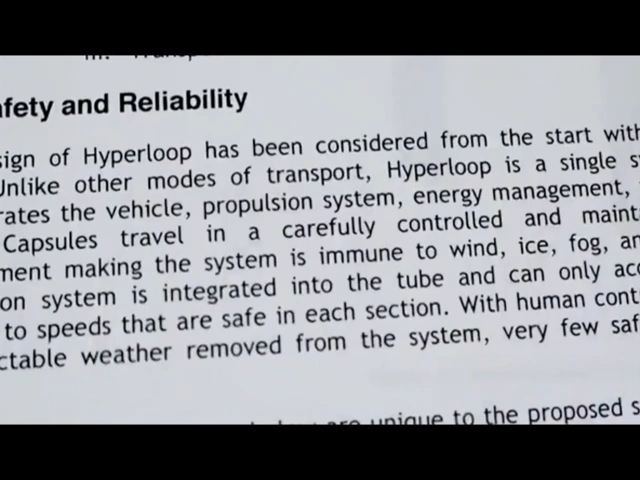 fety and Reliability
sign of Hyperloop has been considered from the start with
Unlike other modes of transport, Hyperloop is a single s
rates the vehicle, propulsion system, energy management,
Capsules travel in a carefully controlled and maint
ment making the system is immune to wind, ice, fog, an
on system is integrated into the tube and can only acc
to speeds that are safe in each section. With human cont
ctable weather removed from the system, very few saf
are unique to the proposed s